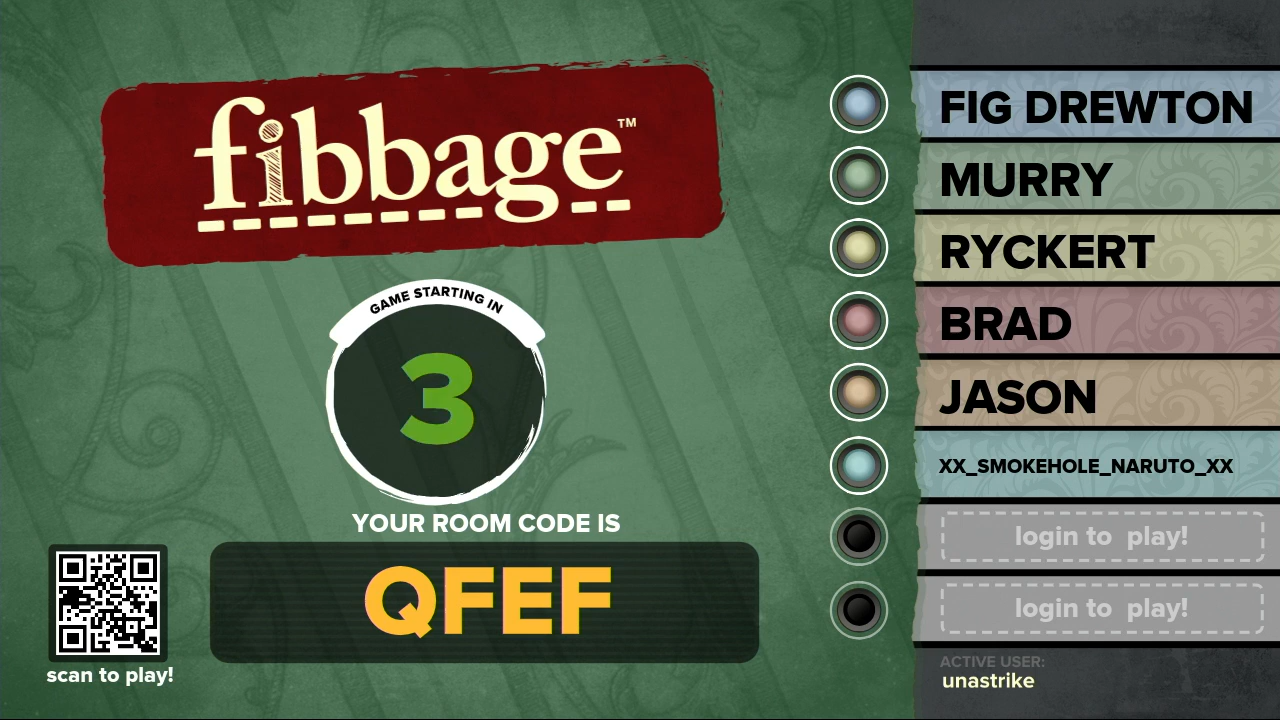 fibbage™
GAME STARTING IN
3
YOUR ROOM CODE IS
QFEF
scan to play!
FIG DREWTON
MURRY
RYCKERT
BRAD
JASON
XX_SMOKEHOLE_NARUTO_XX
login to play!
login to play!
ACTIVE USER:
unastrike